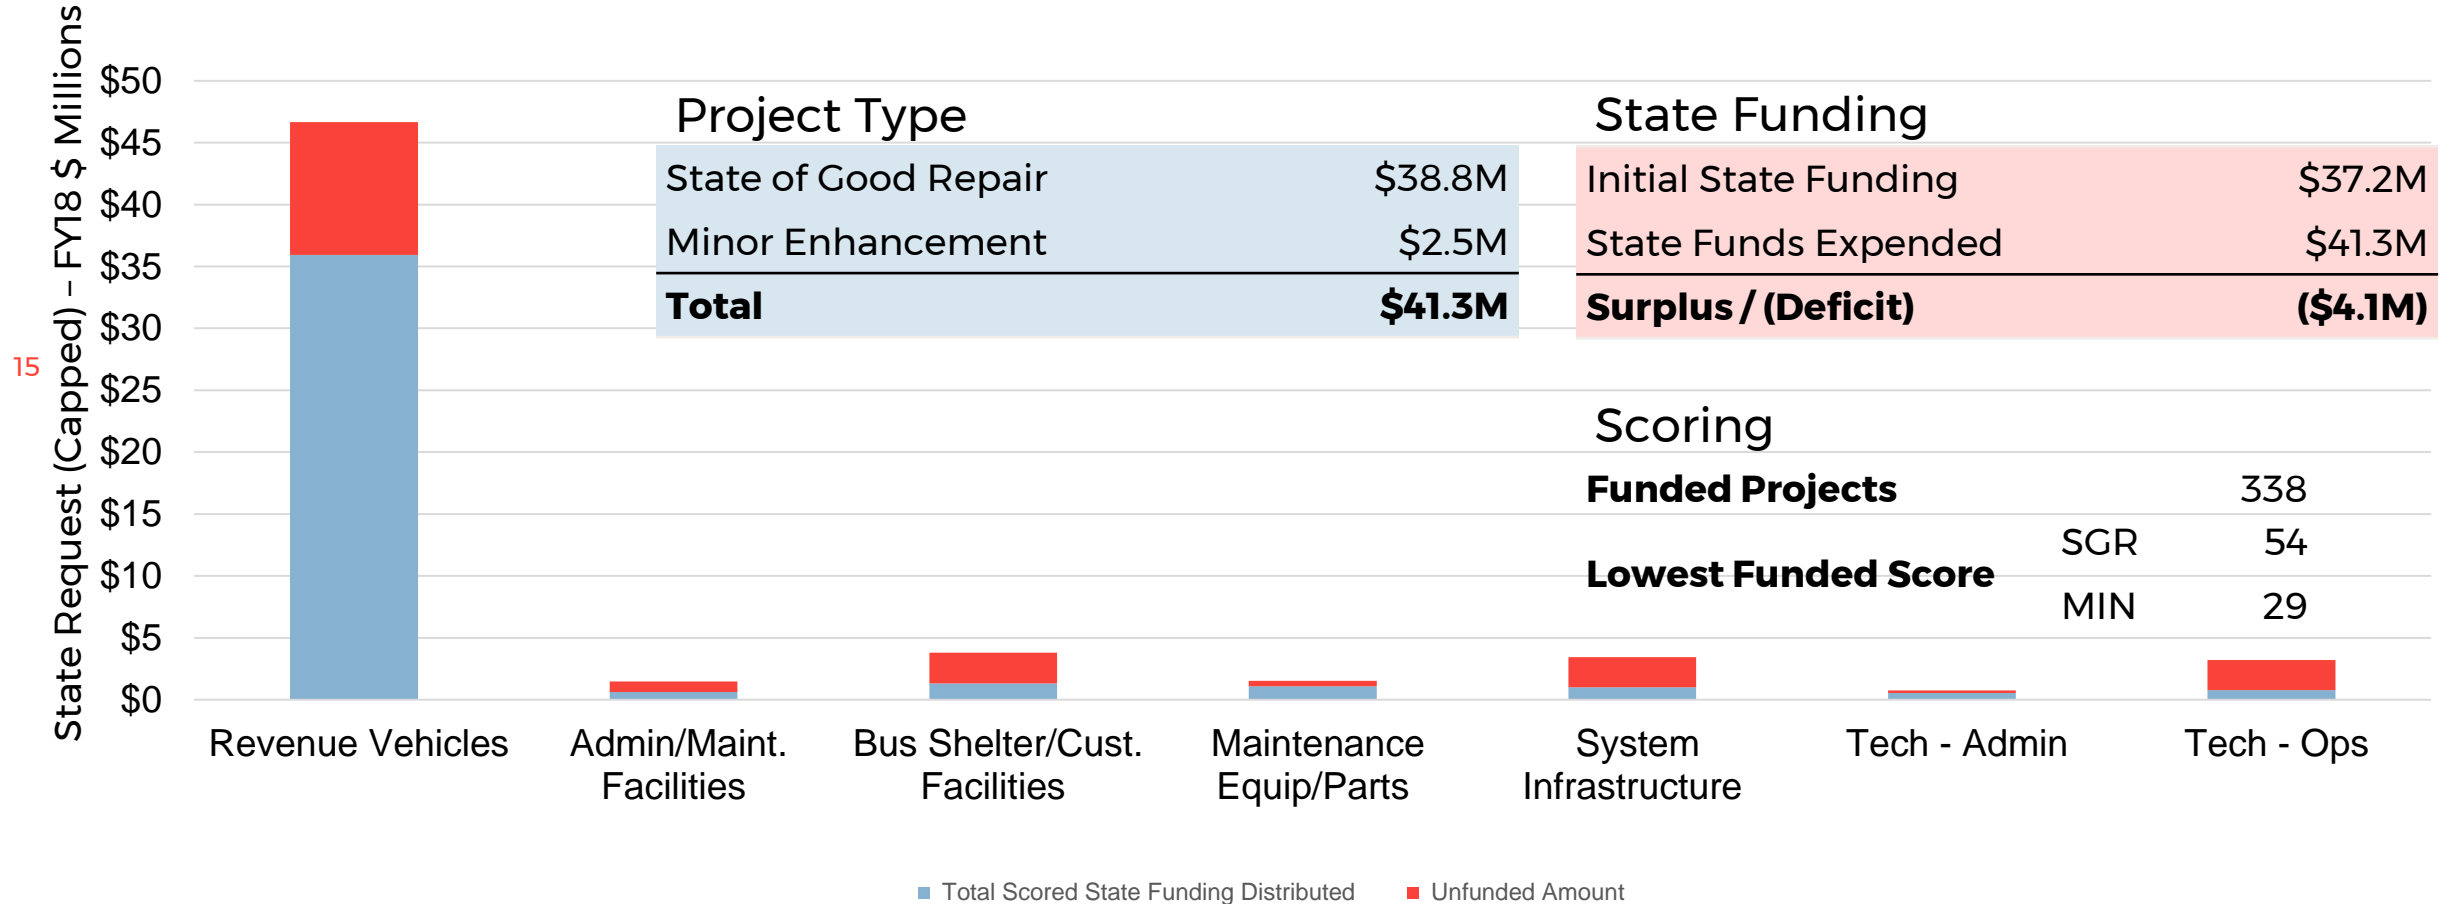 State Request (Capped) – FY18 $ Millions
$50
$45
$40
$35
$30
$25
$20
$15
$10
$5
$0
15
Project Type
State of Good Repair $38.8M
Minor Enhancement $2.5M
Total $41.3M
State Funding
Initial State Funding $37.2M
State Funds Expended $41.3M
Surplus / (Deficit) ($4.1M)
Scoring
Funded Projects 338
SGR 54
Lowest Funded Score
MIN 29
Revenue Vehicles
Admin/Maint.
Facilities
Bus Shelter/Cust.
Facilities
Maintenance
Equip/Parts
System
Infrastructure
Tech - Admin
Tech - Ops
Total Scored State Funding Distributed
Unfunded Amount